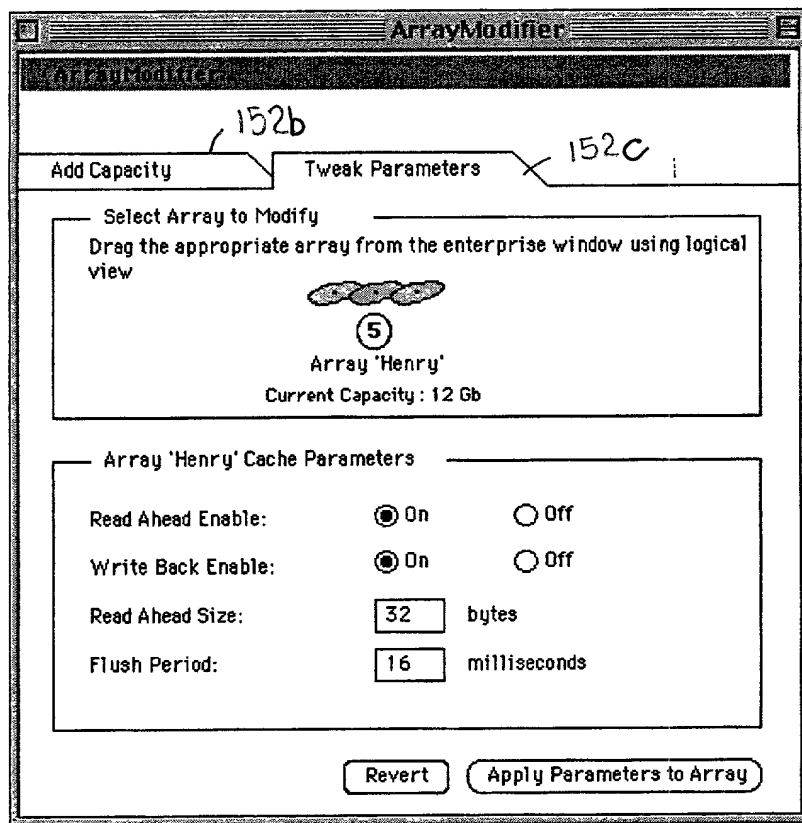 ArrayModifier
ArrayModifier
152b
152c
Add Capacity
Tweak Parameters
Select Array to Modify
Drag the appropriate array from the enterprise window using logical
view
5
Array 'Henry'
Current Capacity : 12 Gb
Array 'Henry' Cache Parameters
Read Ahead Enable: On Off
Write Back Enable: On Off
Read Ahead Size: 32 bytes
Flush Period: 16 milliseconds
Revert Apply Parameters to Array